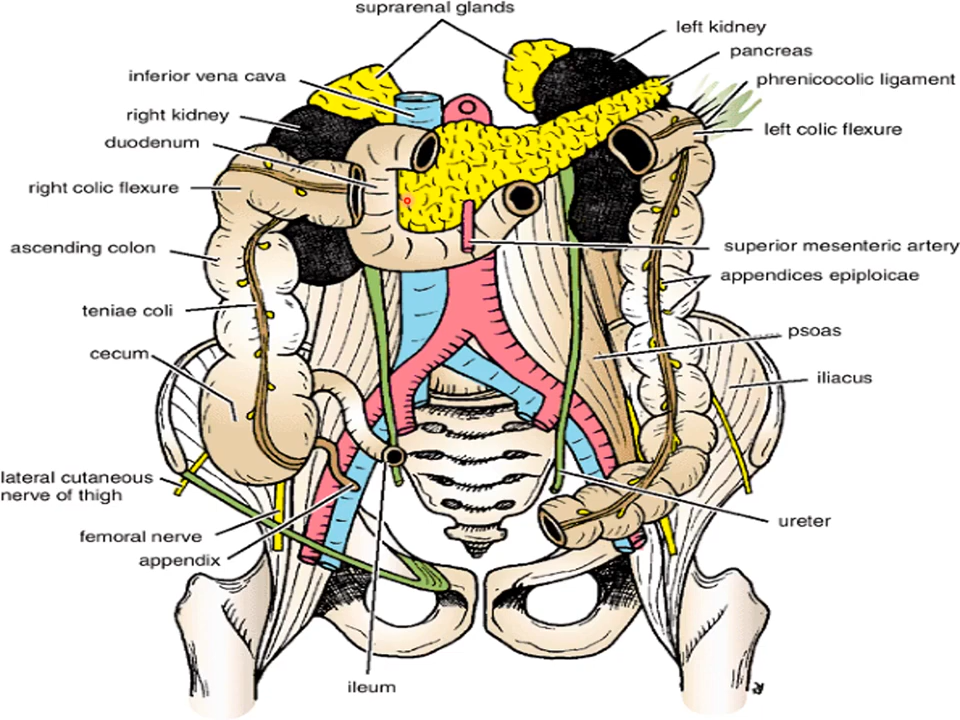 suprarenal glands
left kidney
pancreas
inferior vena cava
phrenicocolic ligament
right kidney
left colic flexure
duodenum
right colic flexure
ascending colon
superior mesenteric artery
appendices epiploicae
teniae coli
psoas
cecum
iliacus
lateral cutaneous
nerve of thigh
ureter
femoral nerve
appendix
ileum